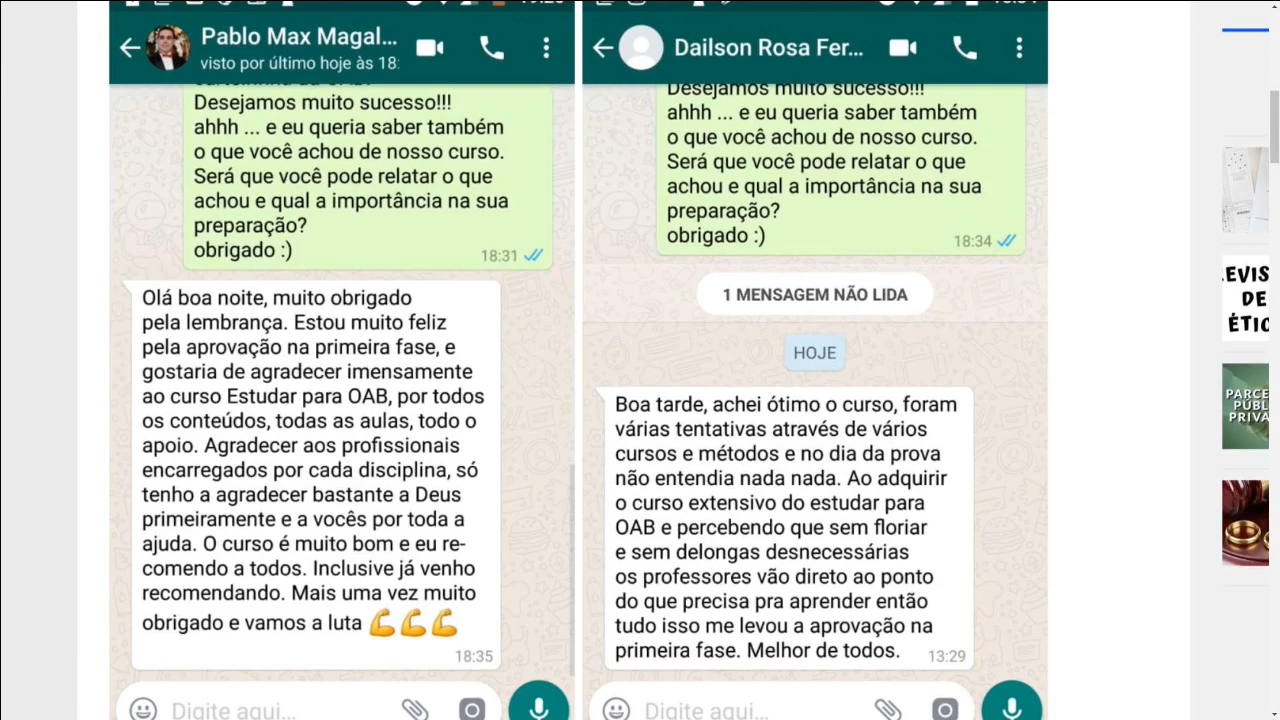 Pablo Max Magal...
visto por último hoje às 18:
Desejamos muito sucesso!!!
ahhh ... e eu queria saber também
o que você achou de nosso curso.
Será que você pode relatar o que
achou e qual a importância na sua
preparação?
obrigado :)
18:31
Olá boa noite, muito obrigado
pela lembrança. Estou muito feliz
pela aprovação na primeira fase, e
gostaria de agradecer imensamente
ao curso Estudar para OAB, por todos
os conteúdos, todas as aulas, todo o
apoio. Agradecer aos profissionais
encarregados por cada disciplina, só
tenho a agradecer bastante a Deus
primeiramente e a vocês por toda a
ajuda. O curso é muito bom e eu re-
comendo a todos. Inclusive já venho
recomendando. Mais uma vez muito
obrigado e vamos a luta 💪💪💪
18:35
Digite aqui...
Dailson Rosa Fer...
Desejamos muito sucesso!!!
ahhh ... e eu queria saber também
o que você achou de nosso curso.
Será que você pode relatar o que
achou e qual a importância na sua
preparação?
obrigado :)
18:34
1 MENSAGEM NÃO LIDA
HOJE
Boa tarde, achei ótimo o curso, foram
várias tentativas através de vários
cursos e métodos e no dia da prova
não entendia nada nada. Ao adquirir
o curso extensivo do estudar para
OAB e percebendo que sem floriar
e sem delongas desnecessárias
os professores vão direto ao ponto
do que precisa pra aprender então
tudo isso me levou a aprovação na
primeira fase. Melhor de todos.
13:29
Digite aqui...
EVIS
DE
ÉTIC
PARCE
PÚBL
PRIVA